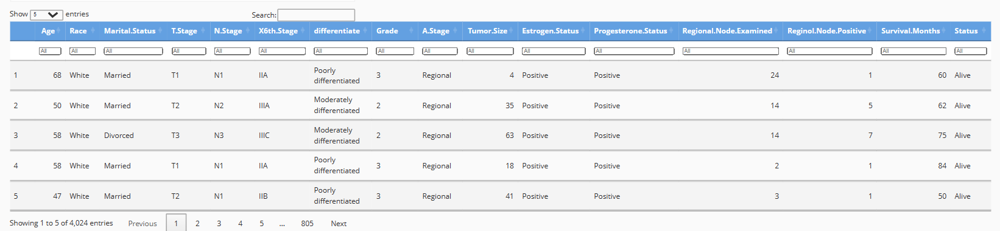 Show 5 entries Search:
Age Race Marital.Status T.Stage N.Stage X6th.Stage differentiate Grade A.Stage Tumor.Size Estrogen.Status Progesterone.Status Regional.Node.Examined Reginol.Node.Positive Survival.Months Status
All All All All All All All All All All All All All All All All
1 68 White Married T1 N1 IIA Poorly differentiated 3 Regional 4 Positive Positive 24 1 60 Alive
2 50 White Married T2 N2 IIIA Moderately differentiated 2 Regional 35 Positive Positive 14 5 62 Alive
3 58 White Divorced T3 N3 IIIC Moderately differentiated 2 Regional 63 Positive Positive 14 7 75 Alive
4 58 White Married T1 N1 IIA Poorly differentiated 3 Regional 18 Positive Positive 2 1 84 Alive
5 47 White Married T2 N1 IIB Poorly differentiated 3 Regional 41 Positive Positive 3 1 50 Alive
Showing 1 to 5 of 4,024 entries Previous 1 2 3 4 5 ... 805 Next